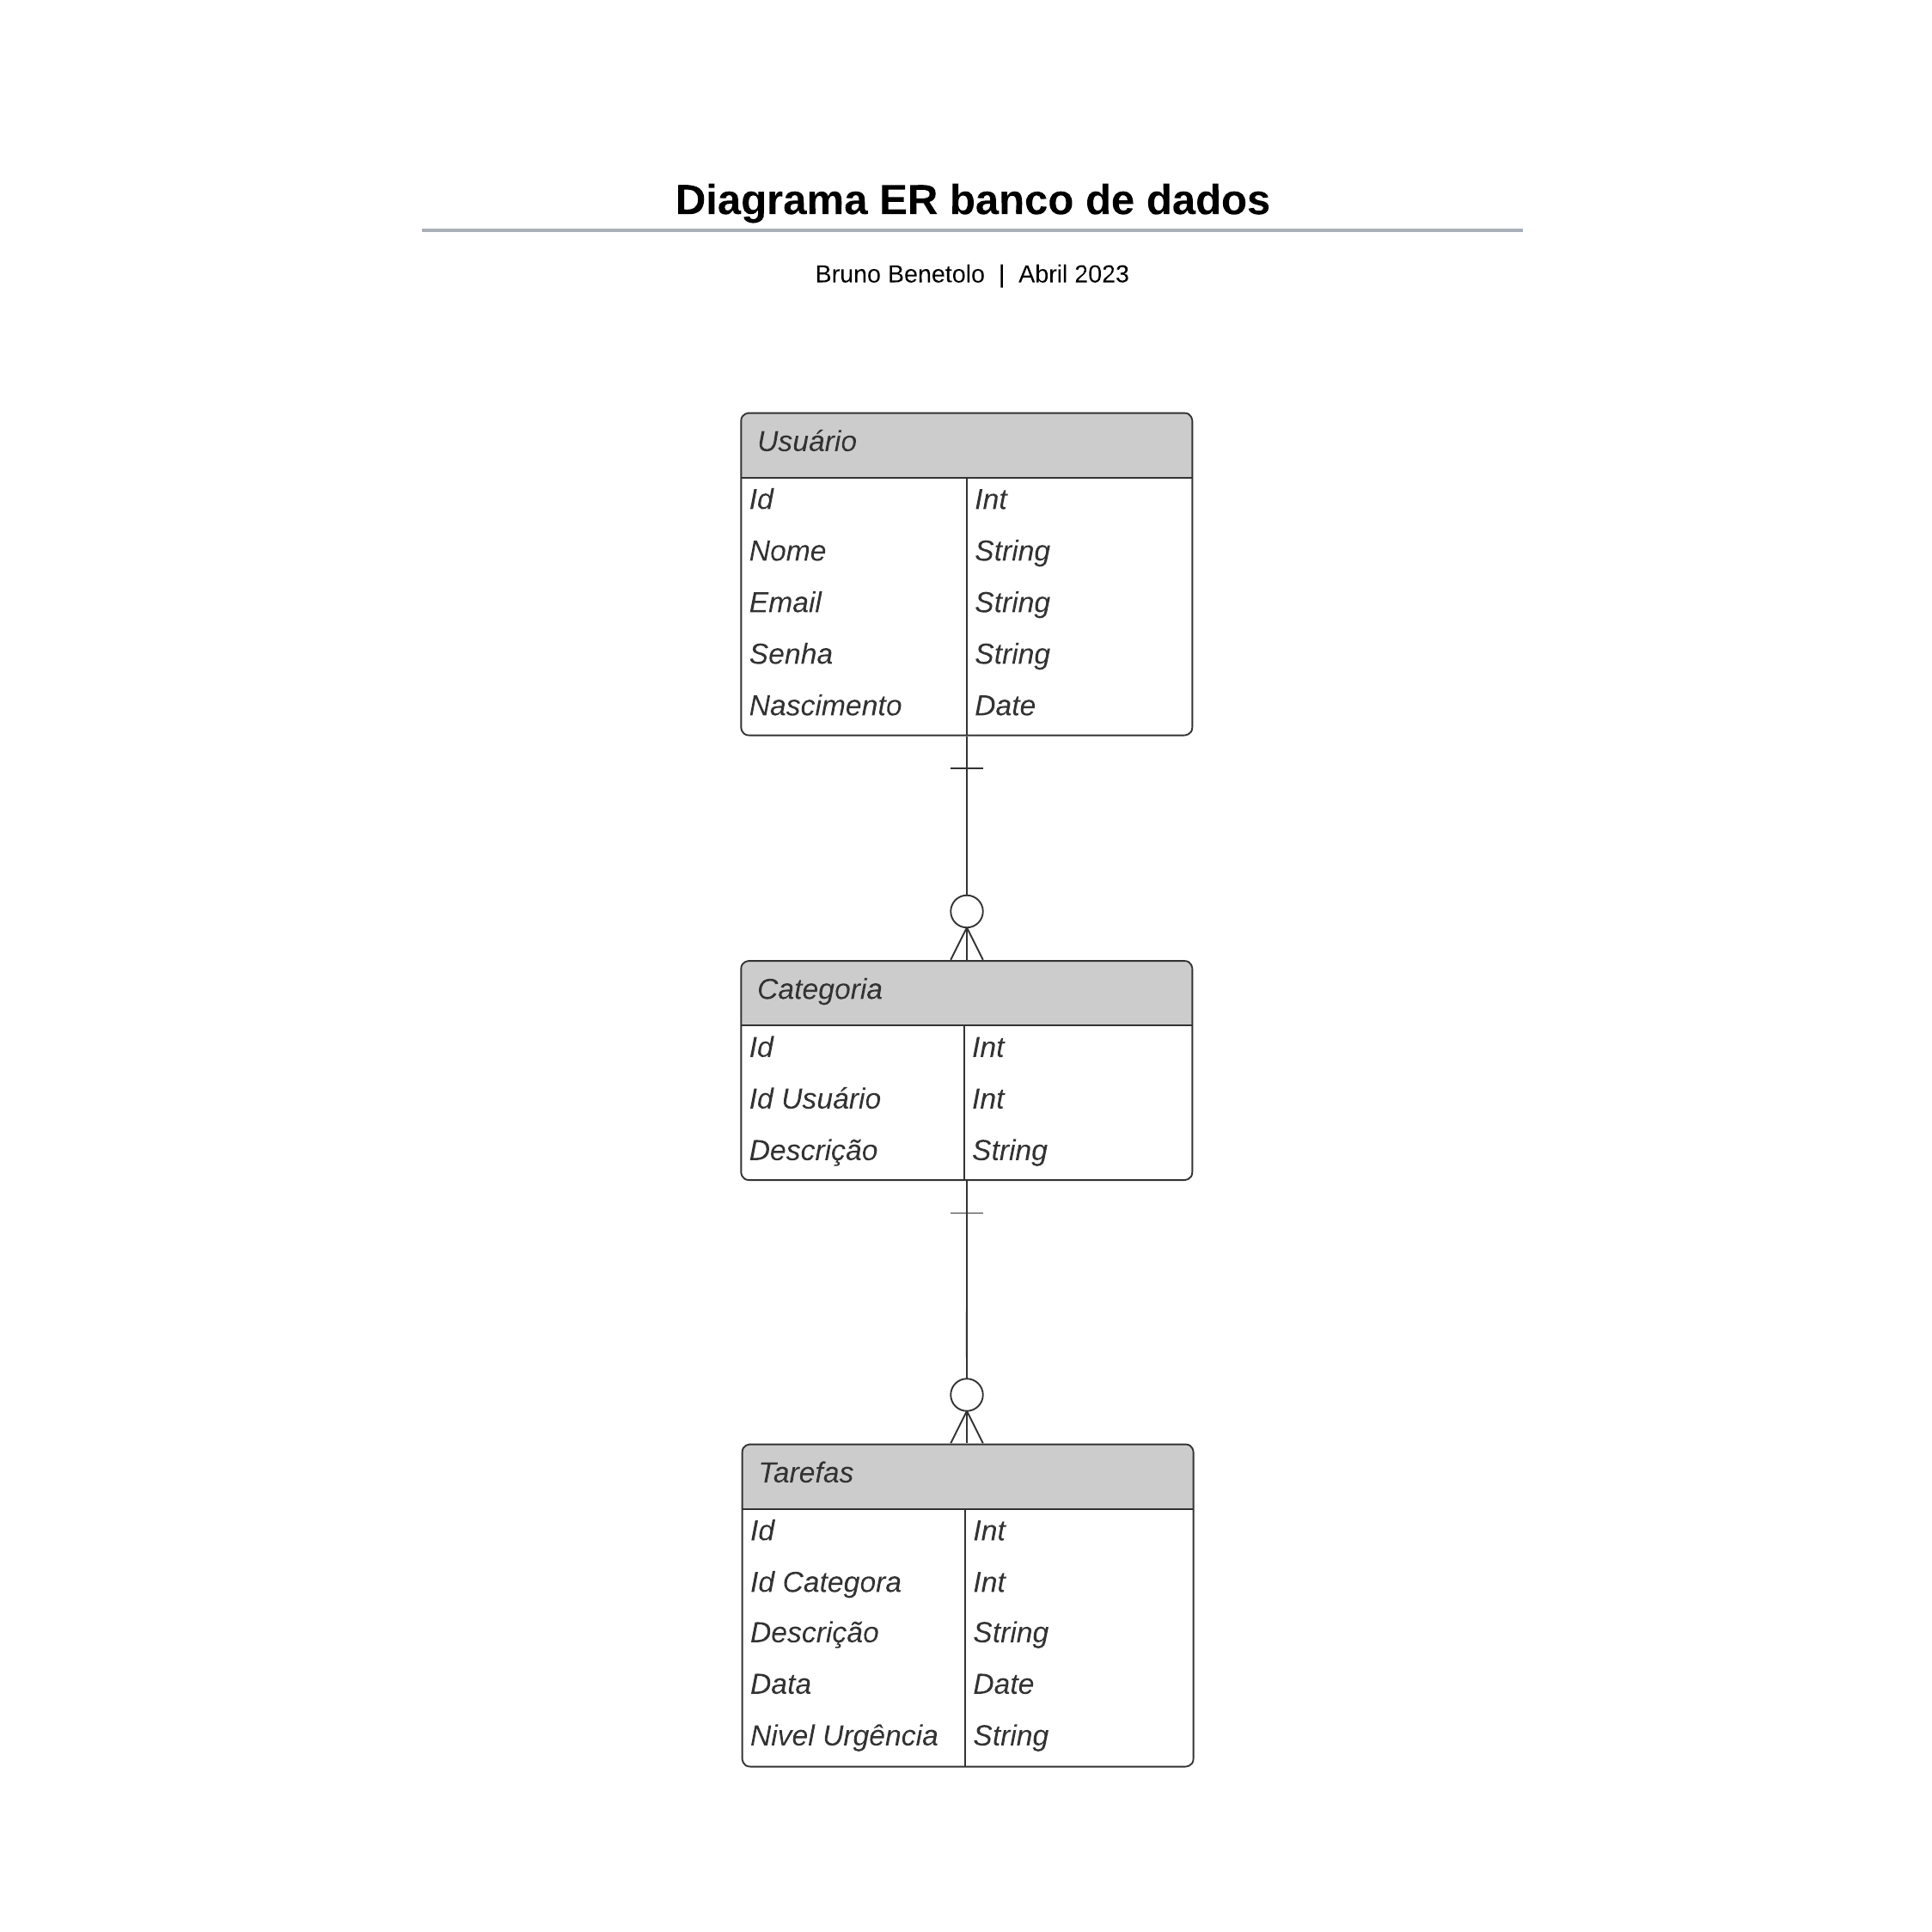 Diagrama ER banco de dados
Bruno Benetolo | Abril 2023
Usuário
Id Int
Nome String
Email String
Senha String
Nascimento Date
Categoria
Id Int
Id Usuário Int
Descrição String
Tarefas
Id Int
Id Categora Int
Descrição String
Data Date
Nivel Urgência String